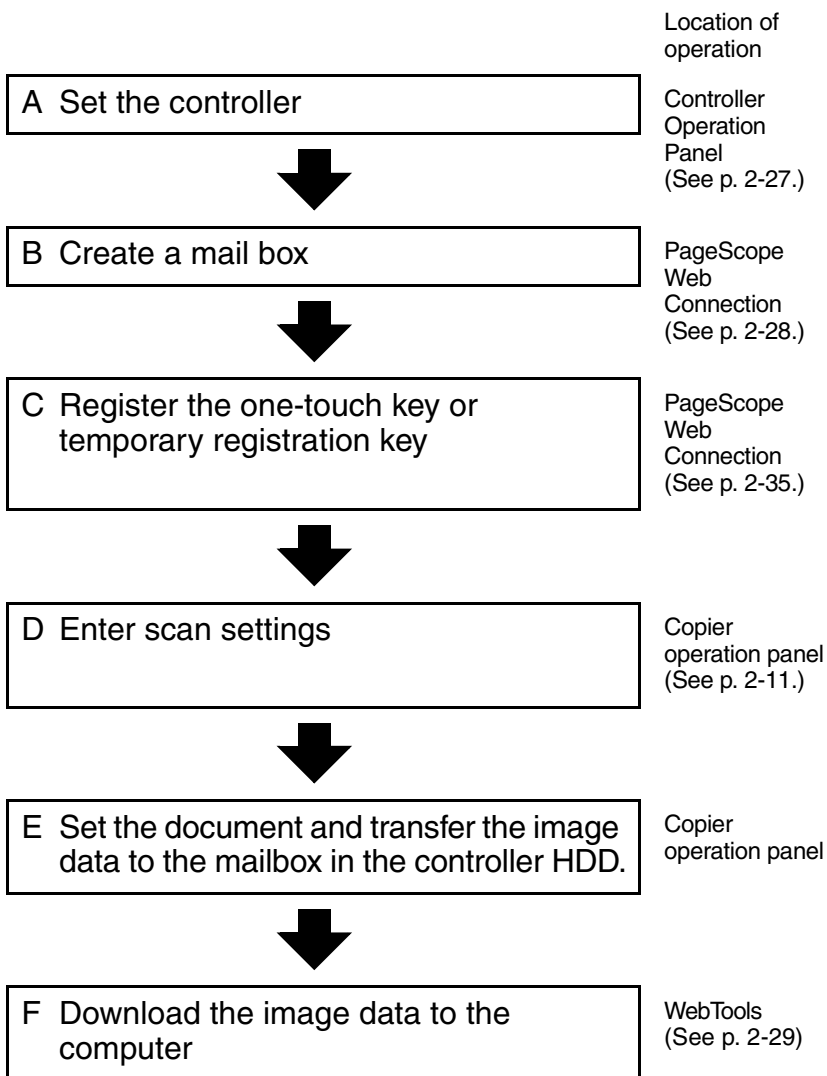 Location of
operation
A Set the controller
Controller
Operation
Panel
(See p. 2-27.)
B Create a mail box
PageScope
Web
Connection
(See p. 2-28.)
C Register the one-touch key or
temporary registration key
PageScope
Web
Connection
(See p. 2-35.)
D Enter scan settings
Copier
operation panel
(See p. 2-11.)
E Set the document and transfer the image
data to the mailbox in the controller HDD.
Copier
operation panel
F Download the image data to the
computer
WebTools
(See p. 2-29)